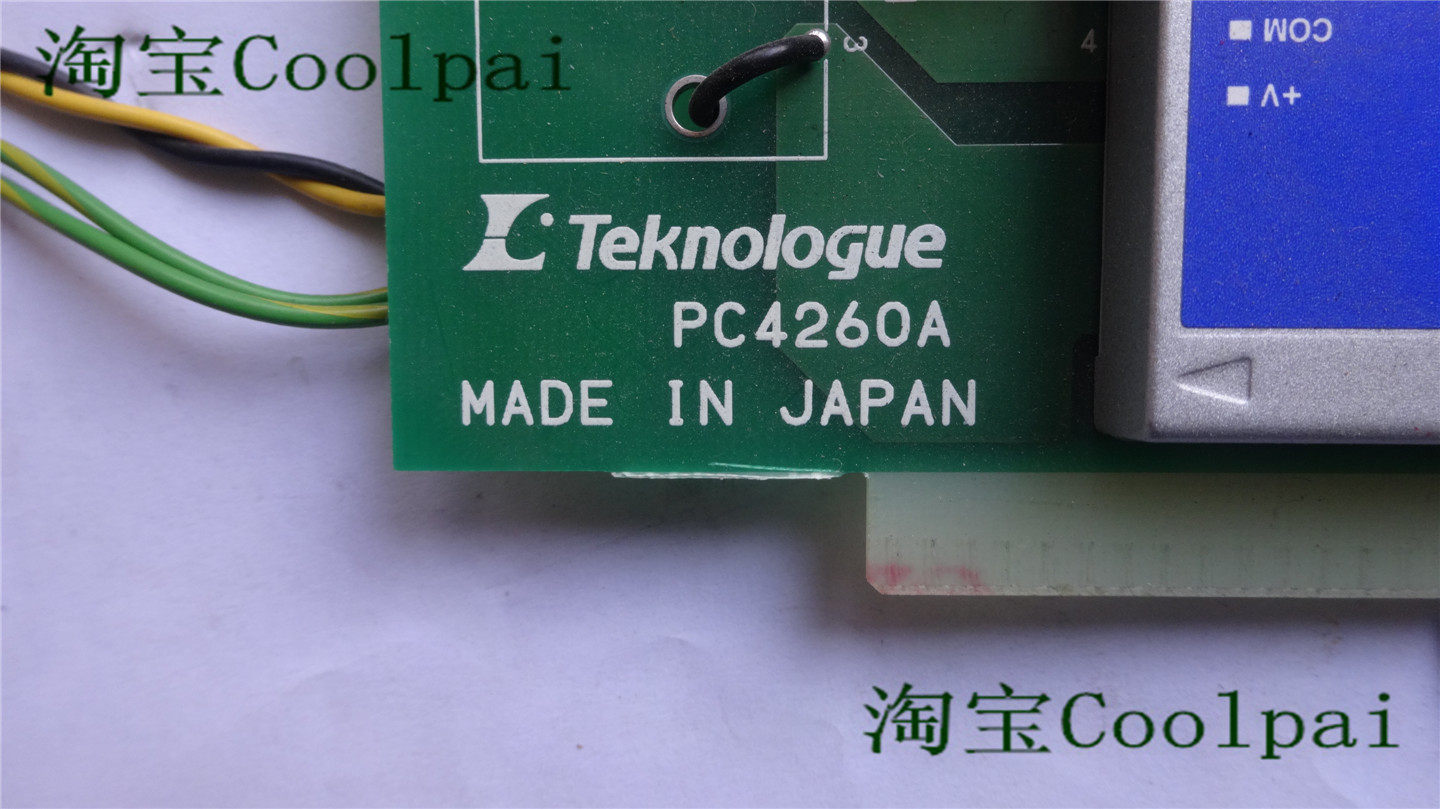 淘宝Coolpai
COM
+V
3
4
Teknologue
PC4260A
MADE IN JAPAN
淘宝Coolpai